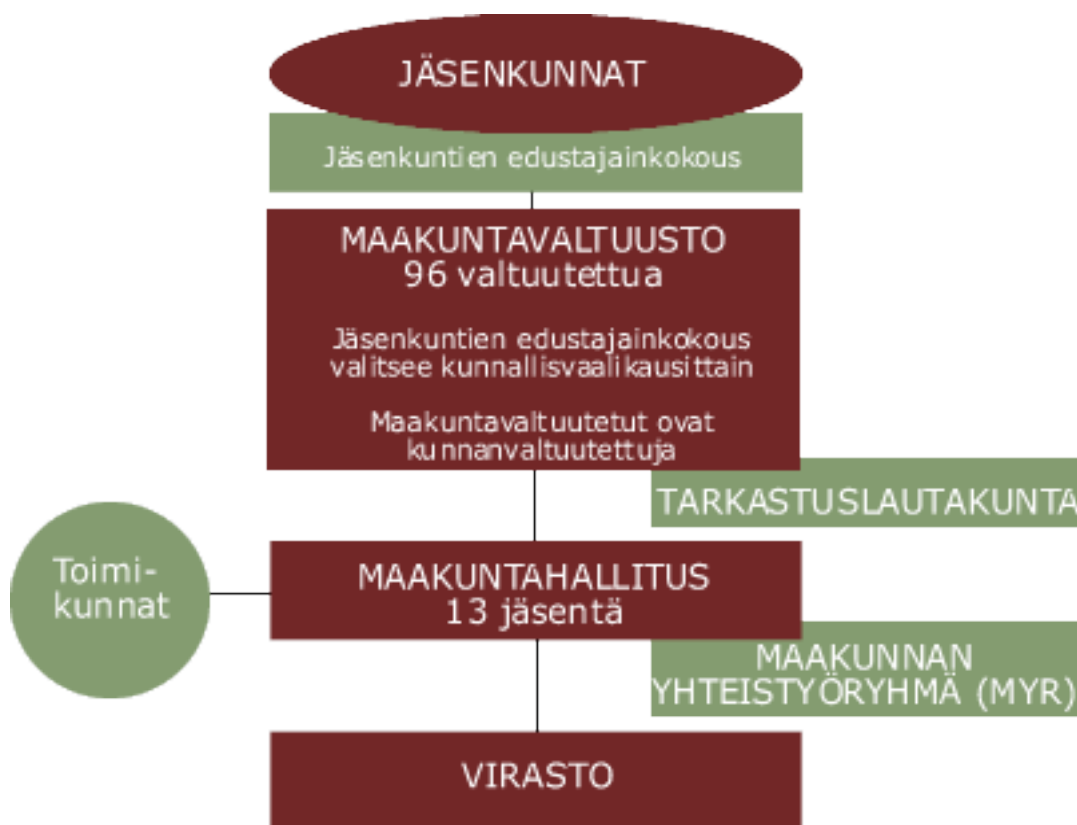 JÄSENKUNNAT
Jäsenkuntien edustajainkokous
MAAKUNTAVALTUUSTO
96 valtuutettua
Jäsenkuntien edustajainkokous
valitsee kunnallisvaalikausittain
Maakuntavaltuutetut ovat
kunnanvaltuutettuja
TARKASTUSLAUTAKUNTA
Toimi-
kunnat
MAAKUNTAHALLITUS
13 jäsentä
MAAKUNNAN
YHTEISTYÖRYHMÄ (MYR)
VIRASTO